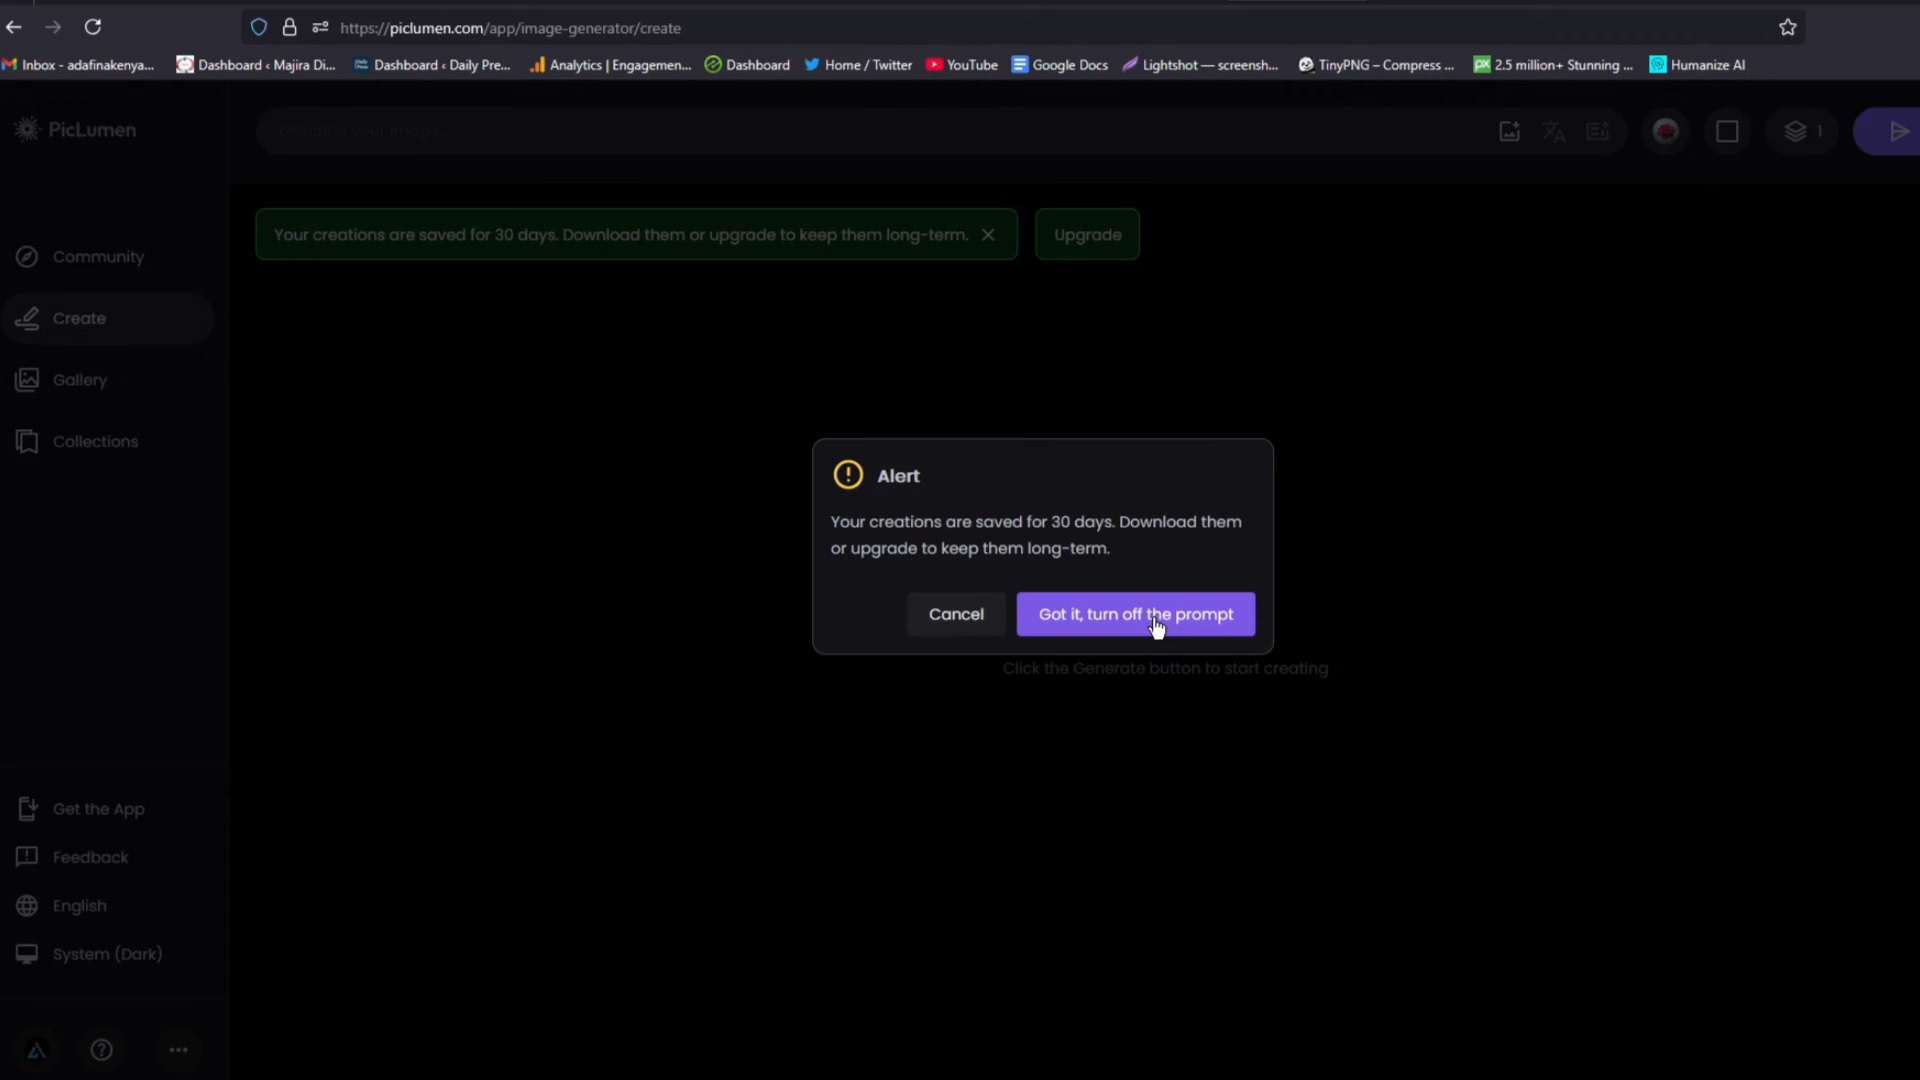 https://piclumen.com/app/image-generator/create
Inbox - adafinakenya... Dashboard ‹ Majira Di... Dashboard ‹ Daily Pre... Analytics | Engagemen... Dashboard Home / Twitter YouTube Google Docs Lightshot — screensh... TinyPNG – Compress ... 2.5 million+ Stunning ... Humanize AI
PicLumen
Describe your image...
1
Your creations are saved for 30 days. Download them or upgrade to keep them long-term.
Upgrade
Community
Create
Gallery
Collections
Alert
Your creations are saved for 30 days. Download them
or upgrade to keep them long-term.
Cancel
Got it, turn off the prompt
Click the Generate button to start creating
Get the App
Feedback
English
System (Dark)